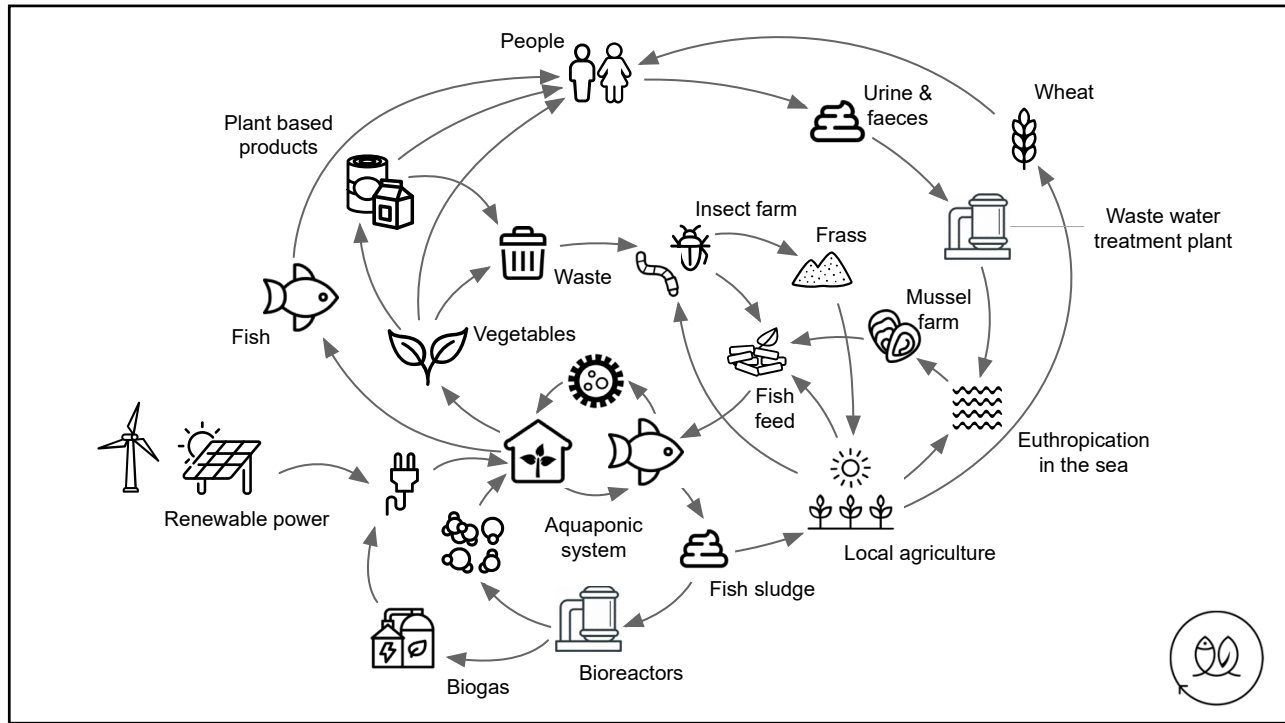 People
Urine &
faeces
Wheat
Plant based
products
Insect farm
Frass
Waste water
treatment plant
Waste
Mussel
farm
Fish
Vegetables
Fish
feed
Euthropication
in the sea
Renewable power
Aquaponic
system
Local agriculture
Fish sludge
Bioreactors
Biogas